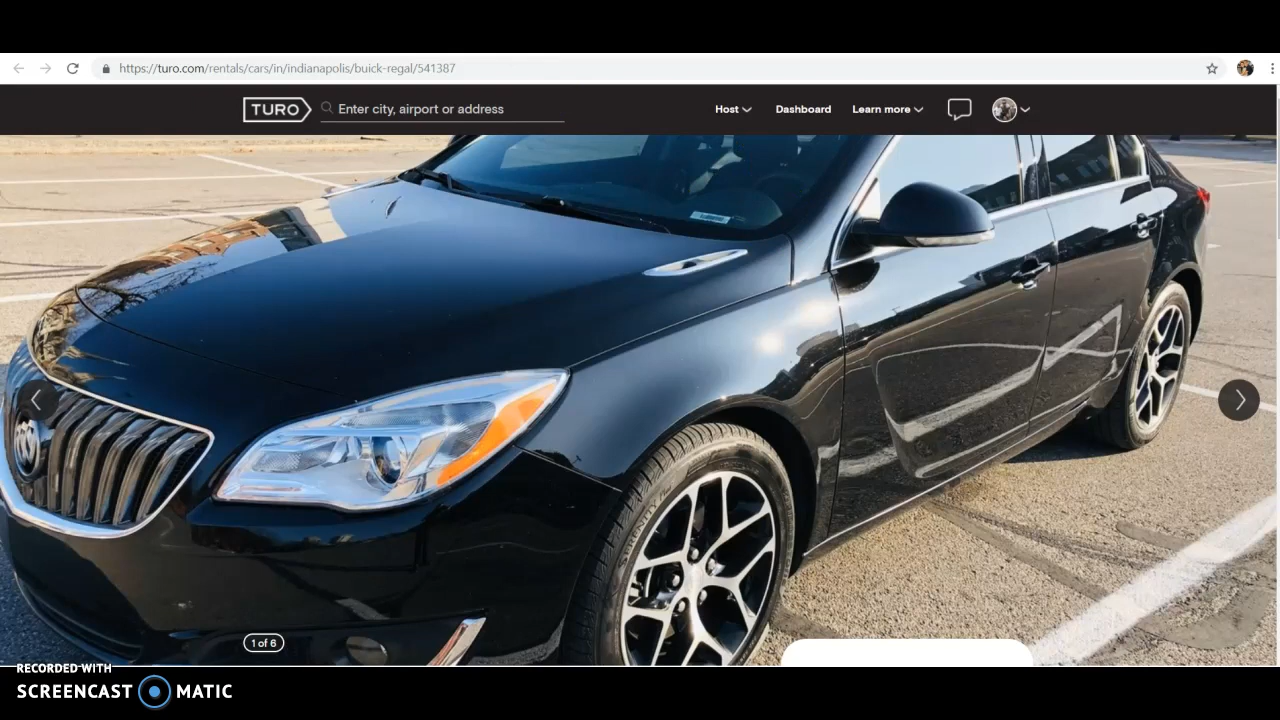 https://turo.com/rentals/cars/in/indianapolis/buick-regal/541387
TURO
Enter city, airport or address
Host
Dashboard
Learn more
1 of 6
RECORDED WITH
SCREENCAST MATIC